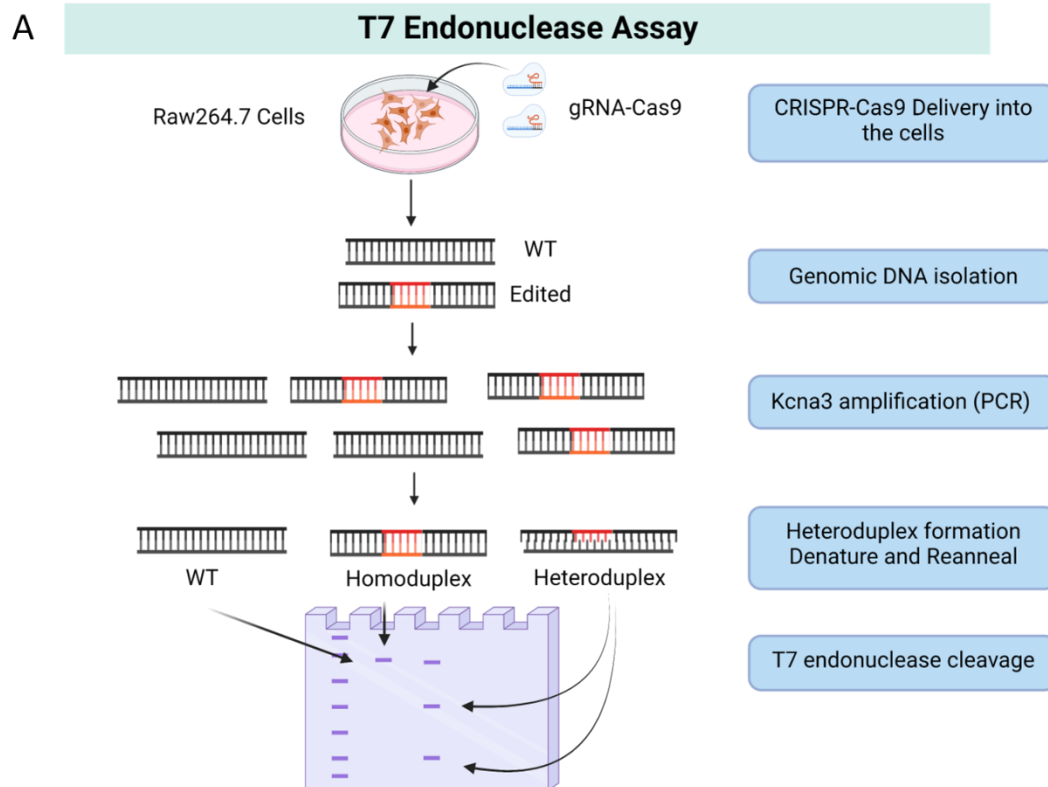 A
T7 Endonuclease Assay
Raw264.7 Cells
gRNA-Cas9
CRISPR-Cas9 Delivery into
the cells
WT
Edited
Genomic DNA isolation
Kcna3 amplification (PCR)
WT
Homoduplex
Heteroduplex
Heteroduplex formation
Denature and Reanneal
T7 endonuclease cleavage